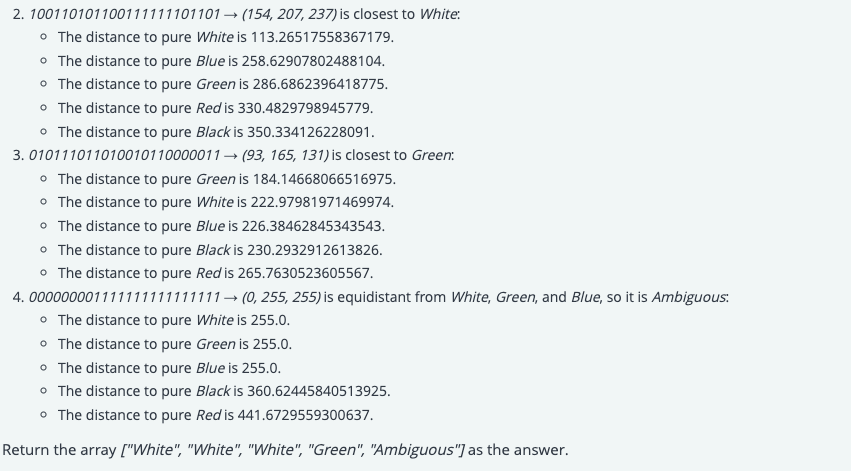 2. 100110101100111111101101 → (154, 207, 237) is closest to White:
○ The distance to pure White is 113.26517558367179.
○ The distance to pure Blue is 258.62907802488104.
○ The distance to pure Green is 286.6862396418775.
○ The distance to pure Red is 330.4829798945779.
○ The distance to pure Black is 350.334126228091.
3. 010111011010010110000011 → (93, 165, 131) is closest to Green:
○ The distance to pure Green is 184.14668066516975.
○ The distance to pure White is 222.97981971469974.
○ The distance to pure Blue is 226.38462845343543.
○ The distance to pure Black is 230.2932912613826.
○ The distance to pure Red is 265.7630523605567.
4. 000000001111111111111111 → (0, 255, 255) is equidistant from White, Green, and Blue, so it is Ambiguous:
○ The distance to pure White is 255.0.
○ The distance to pure Green is 255.0.
○ The distance to pure Blue is 255.0.
○ The distance to pure Black is 360.62445840513925.
○ The distance to pure Red is 441.6729559300637.
Return the array ["White", "White", "White", "Green", "Ambiguous"] as the answer.